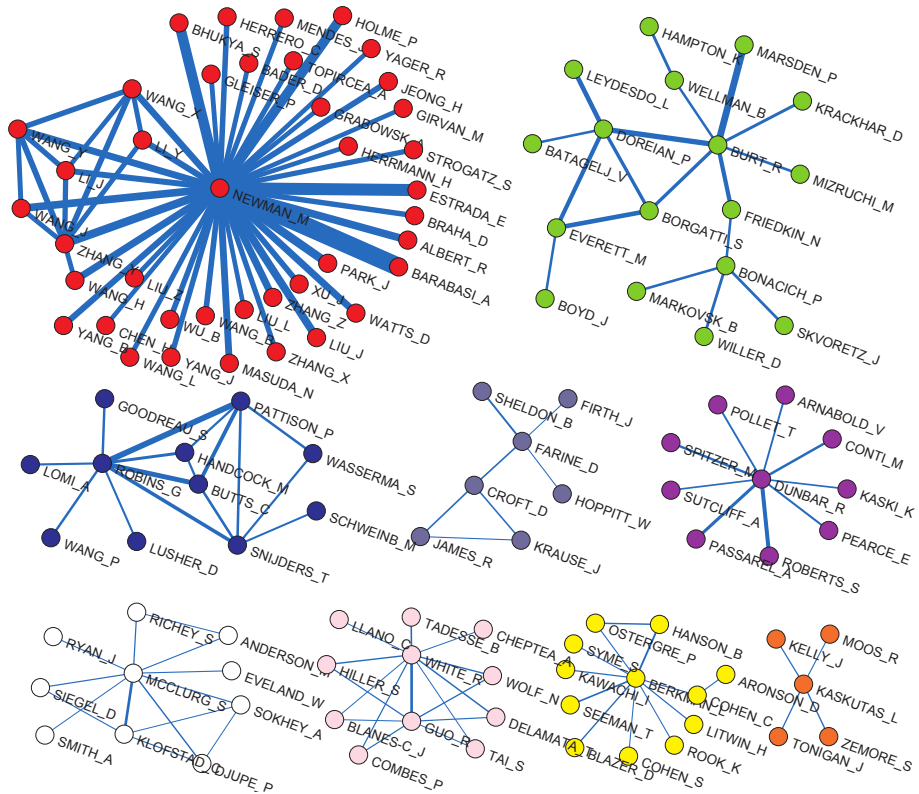 BHUKYA_S
HERRERO_C
MENDES_J
HOLME_P
YAGER_R
GLEISER_P
BADER_D
TOPIRCEA_A
JEONG_H
GIRVAN_M
GRABOWSK_A
STROGATZ_S
HERRMANN_H
WANG_X
WANG_Y
LI_Y
LI_J
WANG_J
ZHANG_Y
NEWMAN_M
ESTRADA_E
BRAHA_D
ALBERT_R
BARABASI_A
PARK_J
WANG_H
LIU_Z
XU_J
ZHANG_Z
LIU_L
WATTS_D
YANG_B
CHEN_H
WU_B
WANG_B
LIU_J
WANG_L
YANG_J
MASUDA_N
ZHANG_X
HAMPTON_K
MARSDEN_P
LEYDESDO_L
WELLMAN_B
KRACKHAR_D
DOREIAN_P
BATAGELJ_V
BURT_R
MIZRUCHI_M
BORGATTI_S
FRIEDKIN_N
EVERETT_M
BONACICH_P
BOYD_J
MARKOVSK_B
WILLER_D
SKVORETZ_J
GOODREAU_S
PATTISON_P
HANDCOCK_M
WASSERMA_S
LOMI_A
ROBINS_G
BUTTS_C
SCHWEINB_M
WANG_P
LUSHER_D
SNIJDERS_T
SHELDON_B
FIRTH_J
FARINE_D
CROFT_D
HOPPITT_W
JAMES_R
KRAUSE_J
POLLET_T
ARNABOLD_V
SPITZER_M
CONTI_M
DUNBAR_R
KASKI_K
SUTCLIFF_A
PEARCE_E
PASSAREL_A
ROBERTS_S
RICHEY_S
RYAN_J
ANDERSON_M
MCCLURG_S
EVELAND_W
SIEGEL_D
SOKHEY_A
SMITH_A
KLOFSTAD_C
DJUPE_P
LLANO_C
TADESSE_B
CHEPTEA_A
HILLER_S
WHITE_R
WOLF_N
BLANES-C_J
GUO_R
DELAMATA_T
COMBES_P
TAI_S
OSTERGRE_P
HANSON_B
SYME_S
KAWACHI_I
BERKMAN_L
ARONSON_D
COHEN_C
SEEMAN_T
LITWIN_H
BLAZER_D
COHEN_S
ROOK_K
KELLY_J
MOOS_R
KASKUTAS_L
TONIGAN_J
ZEMORE_S